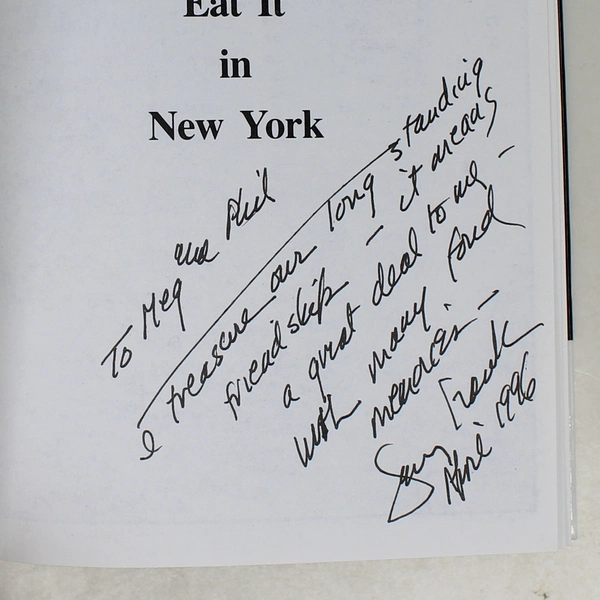 Eat It
in
New York
To Meg and Phil
I treasure our long standing
friendship – it means
a great deal to me –
with many fond
memories –
Frank
April 1996